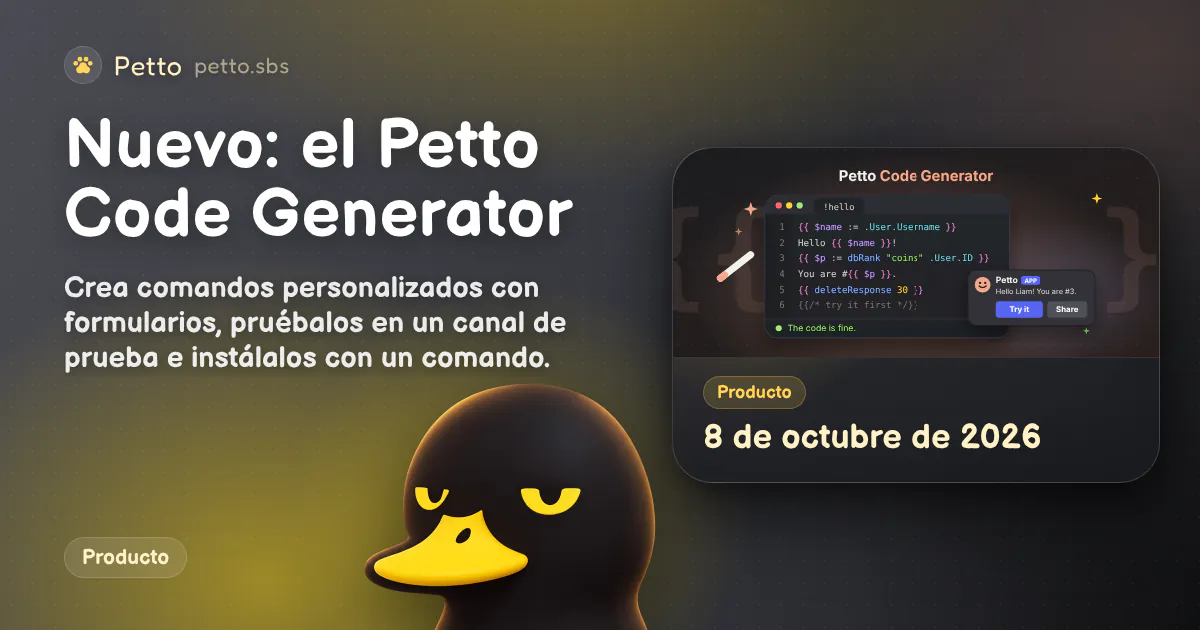 Petto petto.sbs
Nuevo: el Petto
Code Generator
Crea comandos personalizados con
formularios, pruébalos en un canal de
prueba e instálalos con un comando.
Producto
Petto Code Generator
!hello
1 {{ $name := .User.Username }}
2 Hello {{ $name }}!
3 {{ $p := dbRank "coins" .User.ID }}
4 You are #{{ $p }}.
5 {{ deleteResponse 30 }}
6 {{/* try it first */}}
The code is fine.
Petto APP
Hello Liam! You are #3.
Try it Share
Producto
8 de octubre de 2026